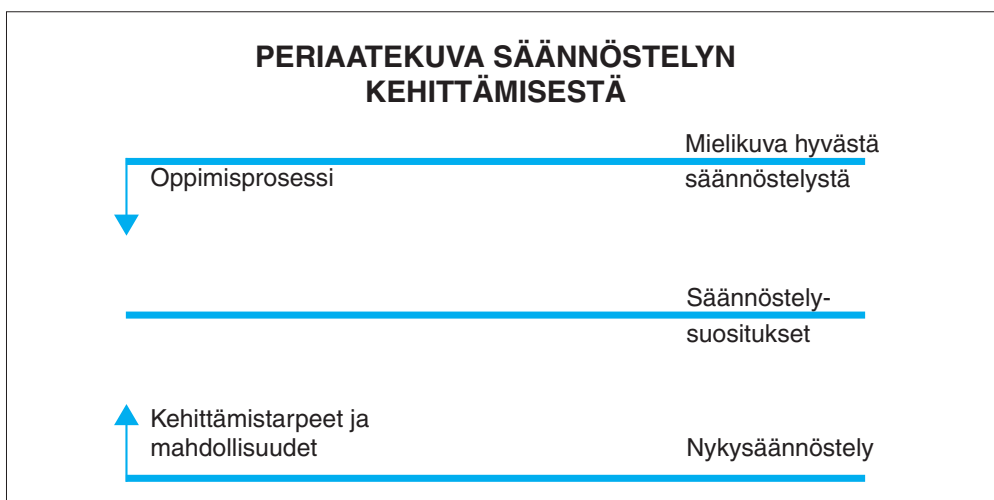 PERIAATEKUVA SÄÄNNÖSTELYN
KEHITTÄMISESTÄ
Mielikuva hyvästä
säännöstelystä
Oppimisprosessi
Säännöstely-
suositukset
Kehittämistarpeet ja
mahdollisuudet
Nykysäännöstely